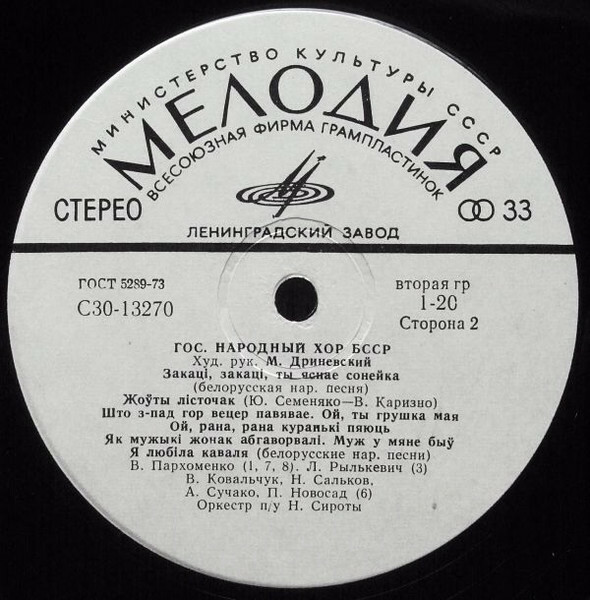 МИНИСТЕРСТВО КУЛЬТУРЫ СССР
МЕЛОДИЯ
ВСЕСОЮЗНАЯ ФИРМА ГРАМПЛАСТИНОК
СТЕРЕО
33
ЛЕНИНГРАДСКИЙ ЗАВОД
ГОСТ 5289-73
С30-13270
вторая гр
1-20
Сторона 2
ГОС. НАРОДНЫЙ ХОР БССР
Худ. рук. М. Дриневский
Закаці, закаці, ты яснае сонейка
(белорусская нар. песня)
Жоўты лісточак (Ю. Семеняко—В. Каризно)
Што з-пад гор вецер павявае. Ой, ты грушка мая
Ой, рана, рана куранькі пяюць
Як мужыкі жонак абгаворвалі. Муж у мяне быў
Я любіла каваля (белорусские нар. песни)
В. Пархоменко (1, 7, 8). Л. Рылькевич (3)
В. Ковальчук, Н. Сальков,
А. Сучако, П. Новосад (6)
Оркестр п/у Н. Сироты